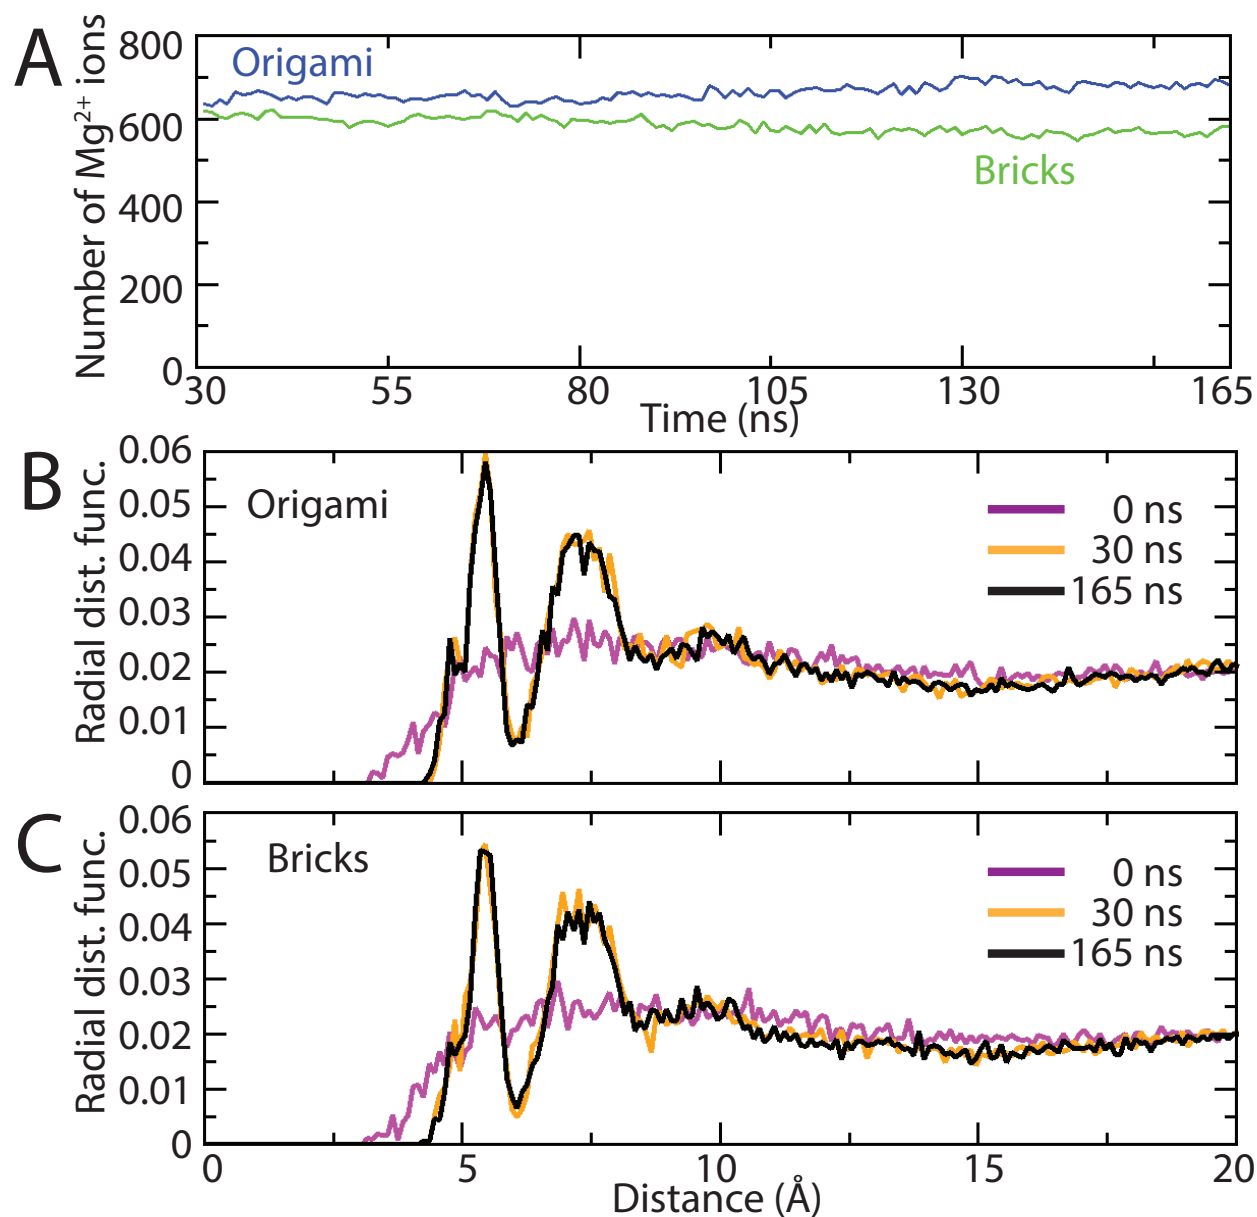 A
Number of Mg2+ ions
800
600
400
200
0
Origami
Bricks
30 55 80 105 130 165
Time (ns)
B
Radial dist. func.
0.06
0.05
0.04
0.03
0.02
0.01
0
Origami
0 ns
30 ns
165 ns
C
Radial dist. func.
0.06
0.05
0.04
0.03
0.02
0.01
0
Bricks
0 ns
30 ns
165 ns
0 5 10 15 20
Distance (Å)